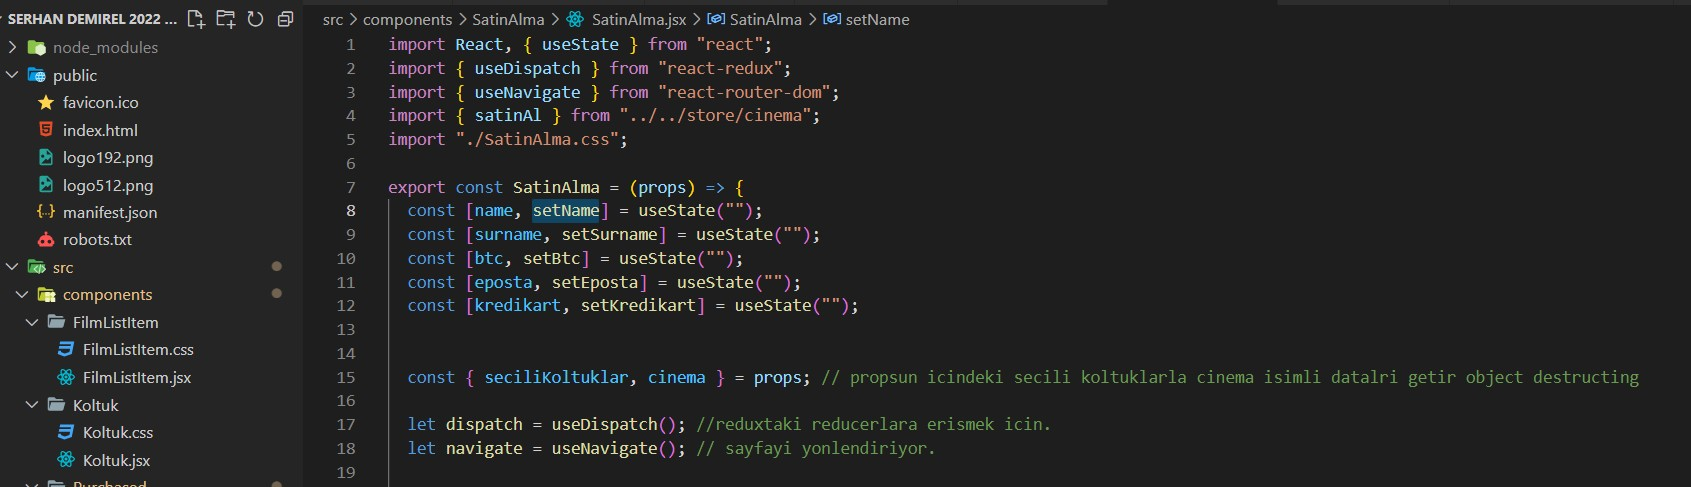 SERHAN DEMIREL 2022 ...
node_modules
public
favicon.ico
index.html
logo192.png
logo512.png
manifest.json
robots.txt
src
components
FilmListItem
FilmListItem.css
FilmListItem.jsx
Koltuk
Koltuk.css
Koltuk.jsx
Purchased
src > components > SatinAlma > SatinAlma.jsx > SatinAlma > setName
1 import React, { useState } from "react";
2 import { useDispatch } from "react-redux";
3 import { useNavigate } from "react-router-dom";
4 import { satinAl } from "../../store/cinema";
5 import "./SatinAlma.css";
6
7 export const SatinAlma = (props) => {
8 const [name, setName] = useState("");
9 const [surname, setSurname] = useState("");
10 const [btc, setBtc] = useState("");
11 const [eposta, setEposta] = useState("");
12 const [kredikart, setKredikart] = useState("");
13
14
15 const { seciliKoltuklar, cinema } = props; // propsun icindeki secili koltuklarla cinema isimli datalri getir object destructing
16
17 let dispatch = useDispatch(); //reduxtaki reducerlara erismek icin.
18 let navigate = useNavigate(); // sayfayi yonlendiriyor.
19